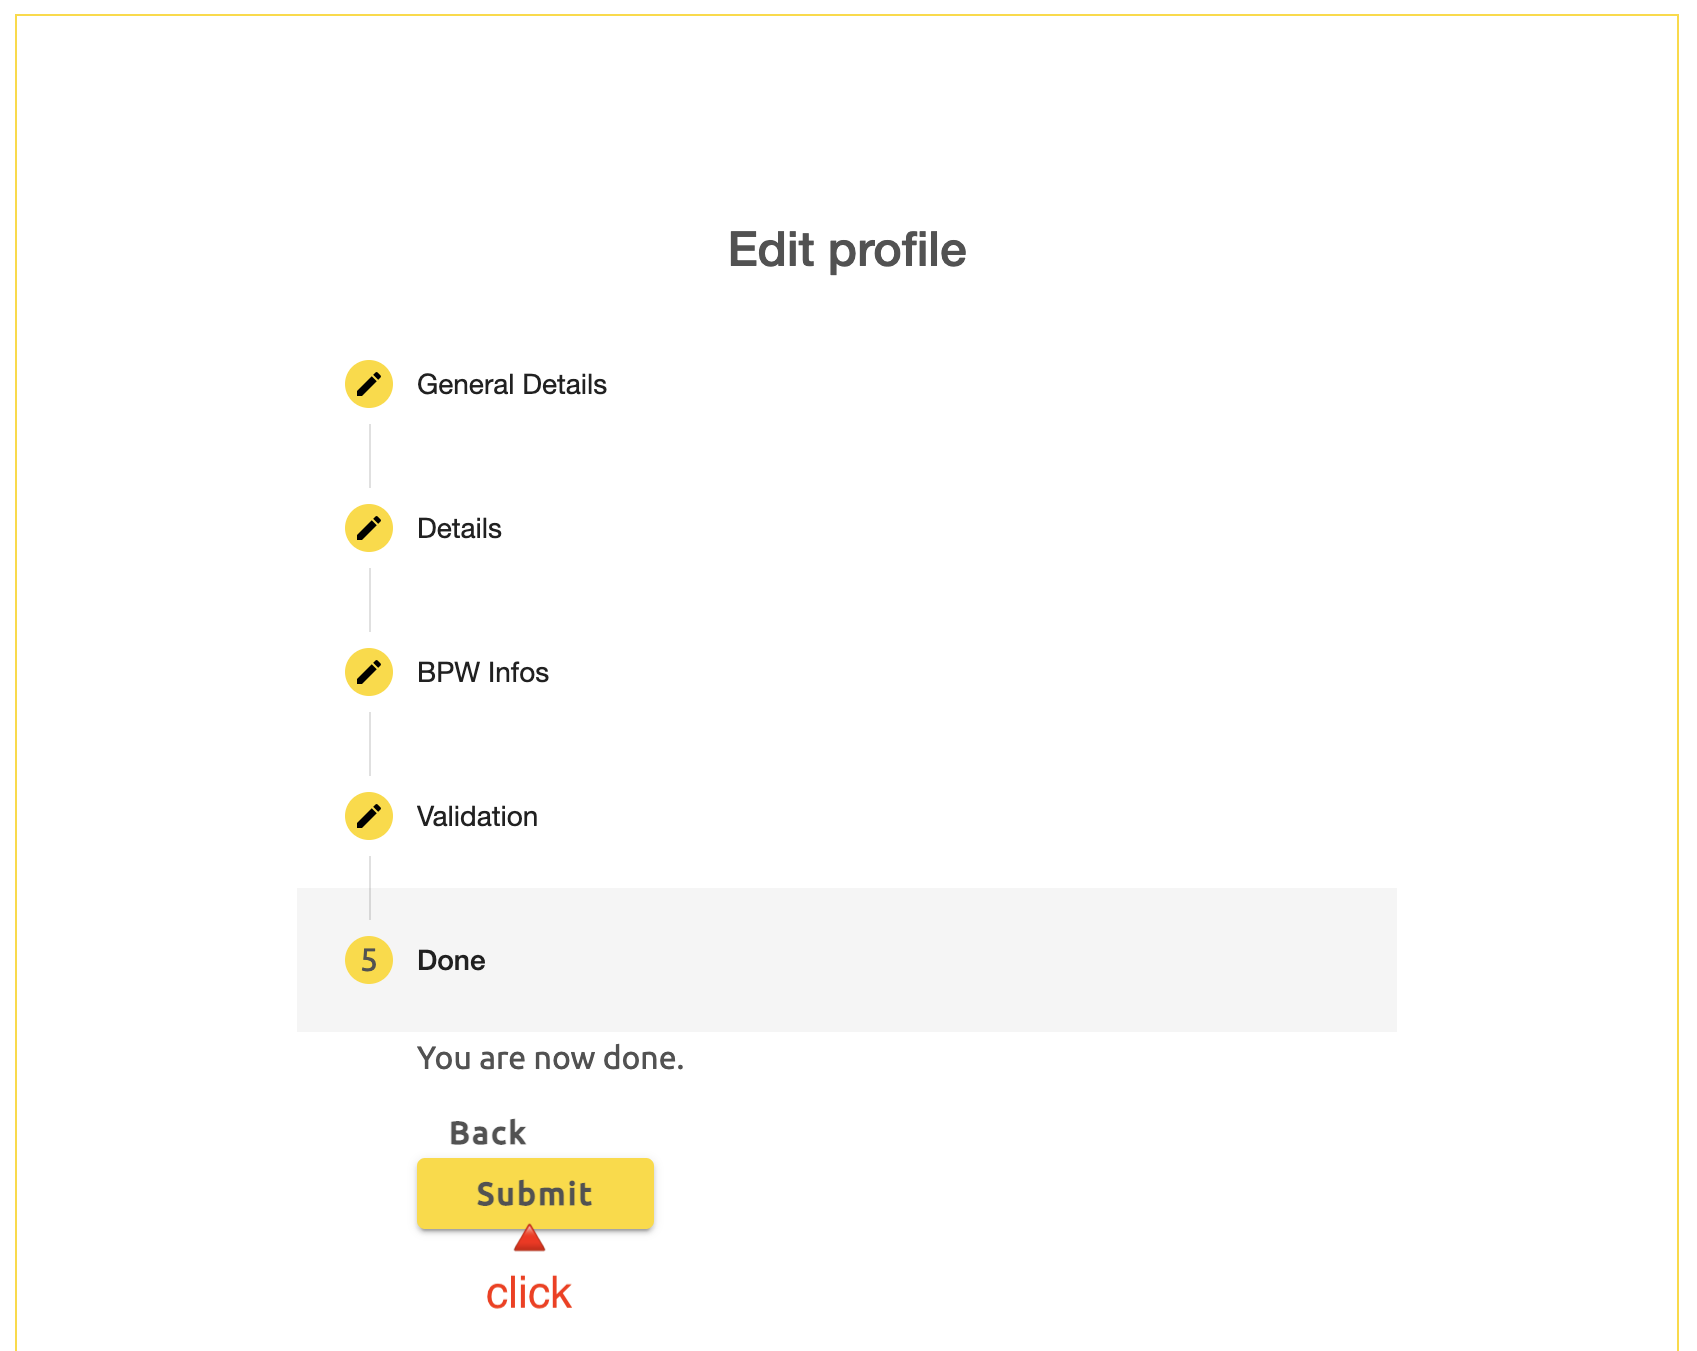 Edit profile
General Details
Details
BPW Infos
Validation
5 Done
You are now done.
Back
Submit
click